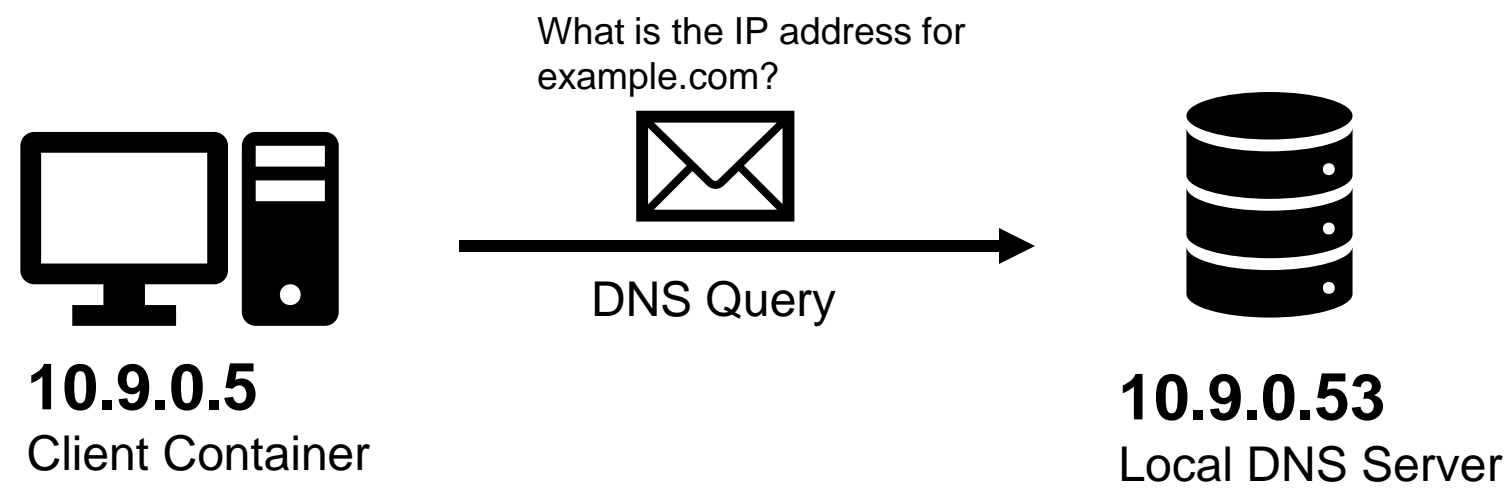 What is the IP address for
example.com?
DNS Query
10.9.0.5
Client Container
10.9.0.53
Local DNS Server